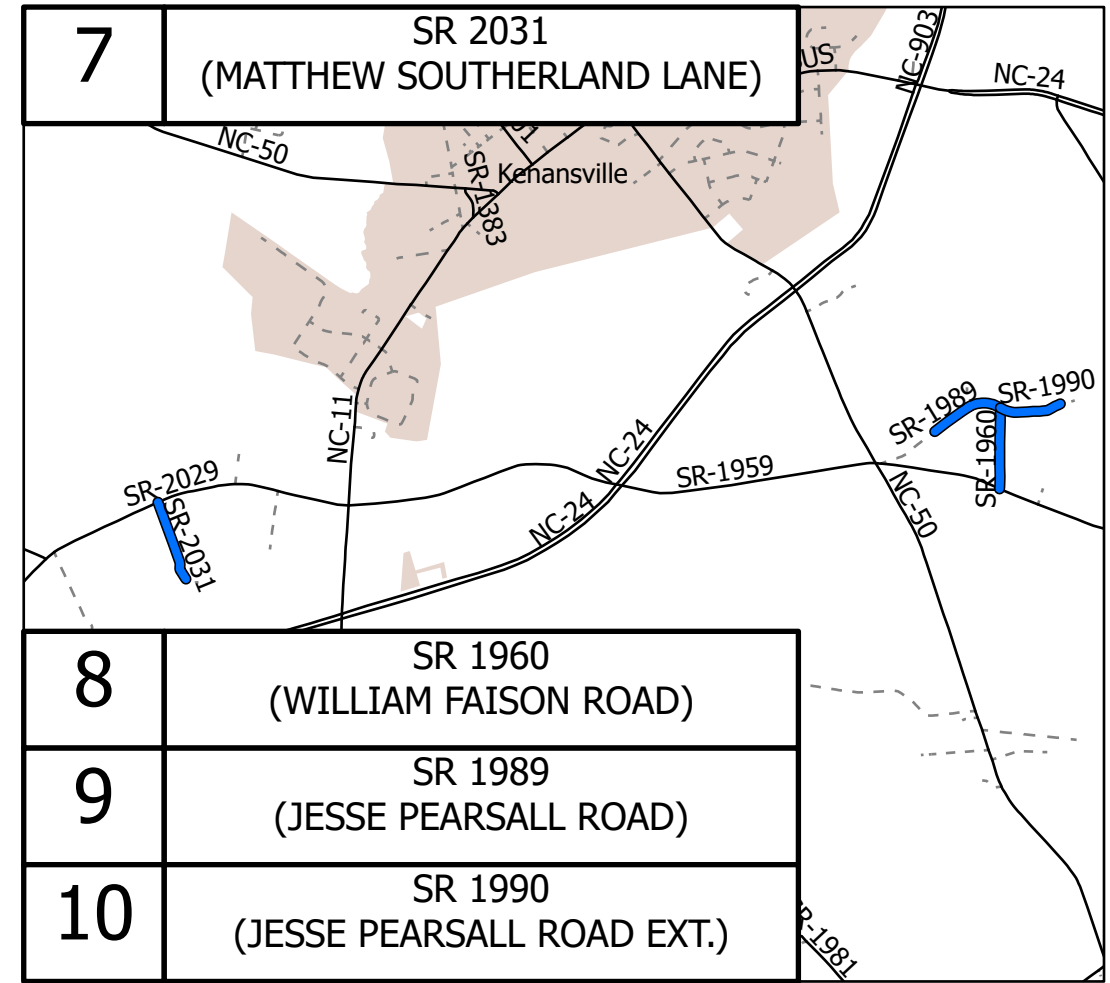 7
SR 2031
(MATTHEW SOUTHERLAND LANE)
US
NC-903
NC-24
NC-50
SR-1383
Kenansville
NC-11
NC-24
SR-1989
SR-1990
SR-1960
SR-1959
SR-2029
SR-2031
NC-24
NC-50
8
SR 1960
(WILLIAM FAISON ROAD)
9
SR 1989
(JESSE PEARSALL ROAD)
10
SR 1990
(JESSE PEARSALL ROAD EXT.)
SR-1981